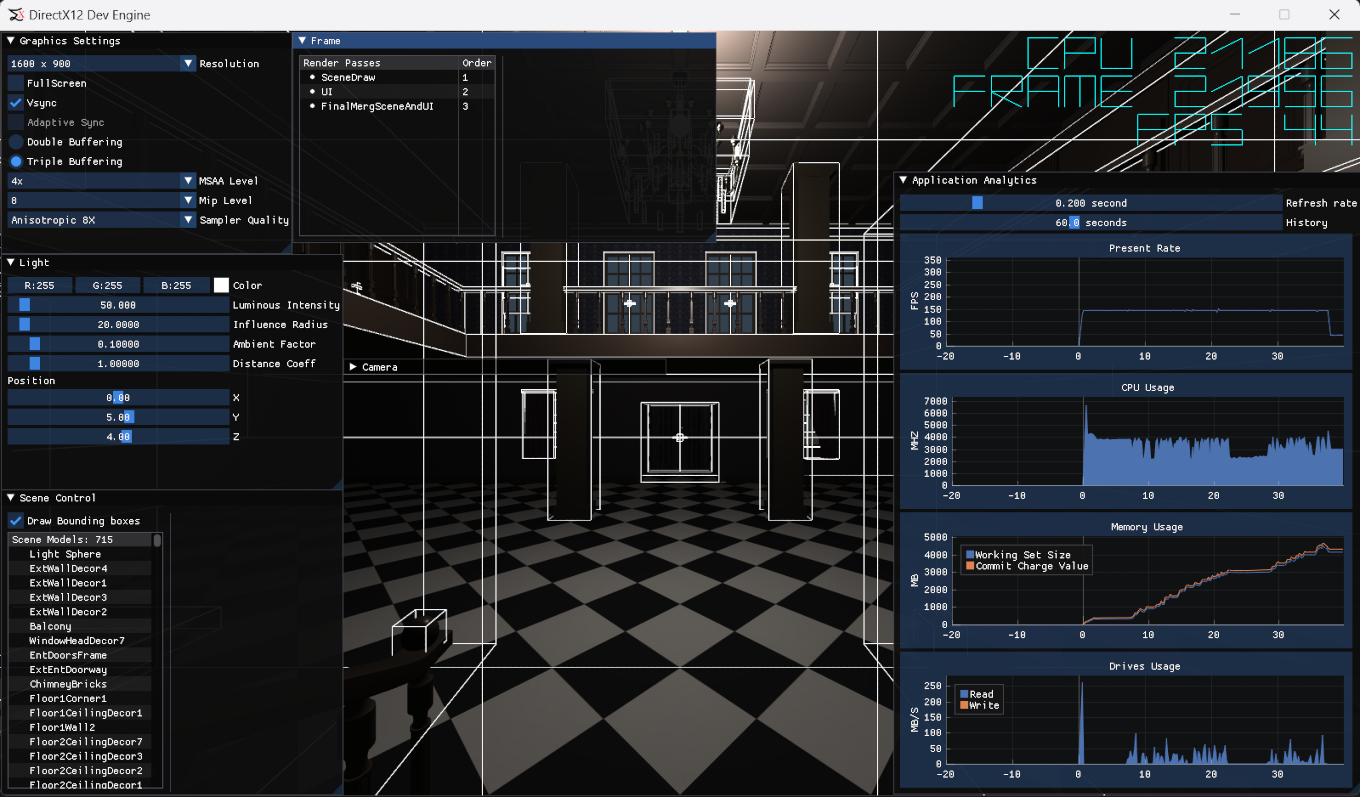 DirectX12 Dev Engine
Graphics Settings
1600 x 900 Resolution
FullScreen
Vsync
Adaptive Sync
Double Buffering
Triple Buffering
4x MSAA Level
8 Mip Level
Anisotropic 8X Sampler Quality
Frame
Render Passes Order
SceneDraw 1
UI 2
FinalMergSceneAndUI 3
CPU 21195
FPS 44
Light
R:255 G:255 B:255 Color
50.000 Luminous Intensity
20.0000 Influence Radius
0.10000 Ambient Factor
1.00000 Distance Coeff
Position
0.00 X
5.00 Y
4.00 Z
Camera
Scene Control
Draw Bounding boxes
Scene Models: 715
Light Sphere
ExtWallDecor4
ExtWallDecor1
ExtWallDecor3
ExtWallDecor2
Balcony
WindowHeadDecor7
EntDoorsFrame
ExtEntDoorway
ChimneyBricks
Floor1Corner1
Floor1CeilingDecor1
Floor1Wall2
Floor2CeilingDecor7
Floor2CeilingDecor3
Floor2CeilingDecor2
Floor2CeilingDecor1
Application Analytics
0.200 second Refresh rate
60.0 seconds History
Present Rate
FPS
350
300
250
200
150
100
50
0
-20 -10 0 10 20 30
CPU Usage
MHZ
7000
6000
5000
4000
3000
2000
1000
0
-20 -10 0 10 20 30
Memory Usage
MB
5000
4000
3000
2000
1000
0
Working Set Size
Commit Charge Value
-20 -10 0 10 20 30
Drives Usage
MB/S
250
200
150
100
50
0
Read
Write
-20 -10 0 10 20 30